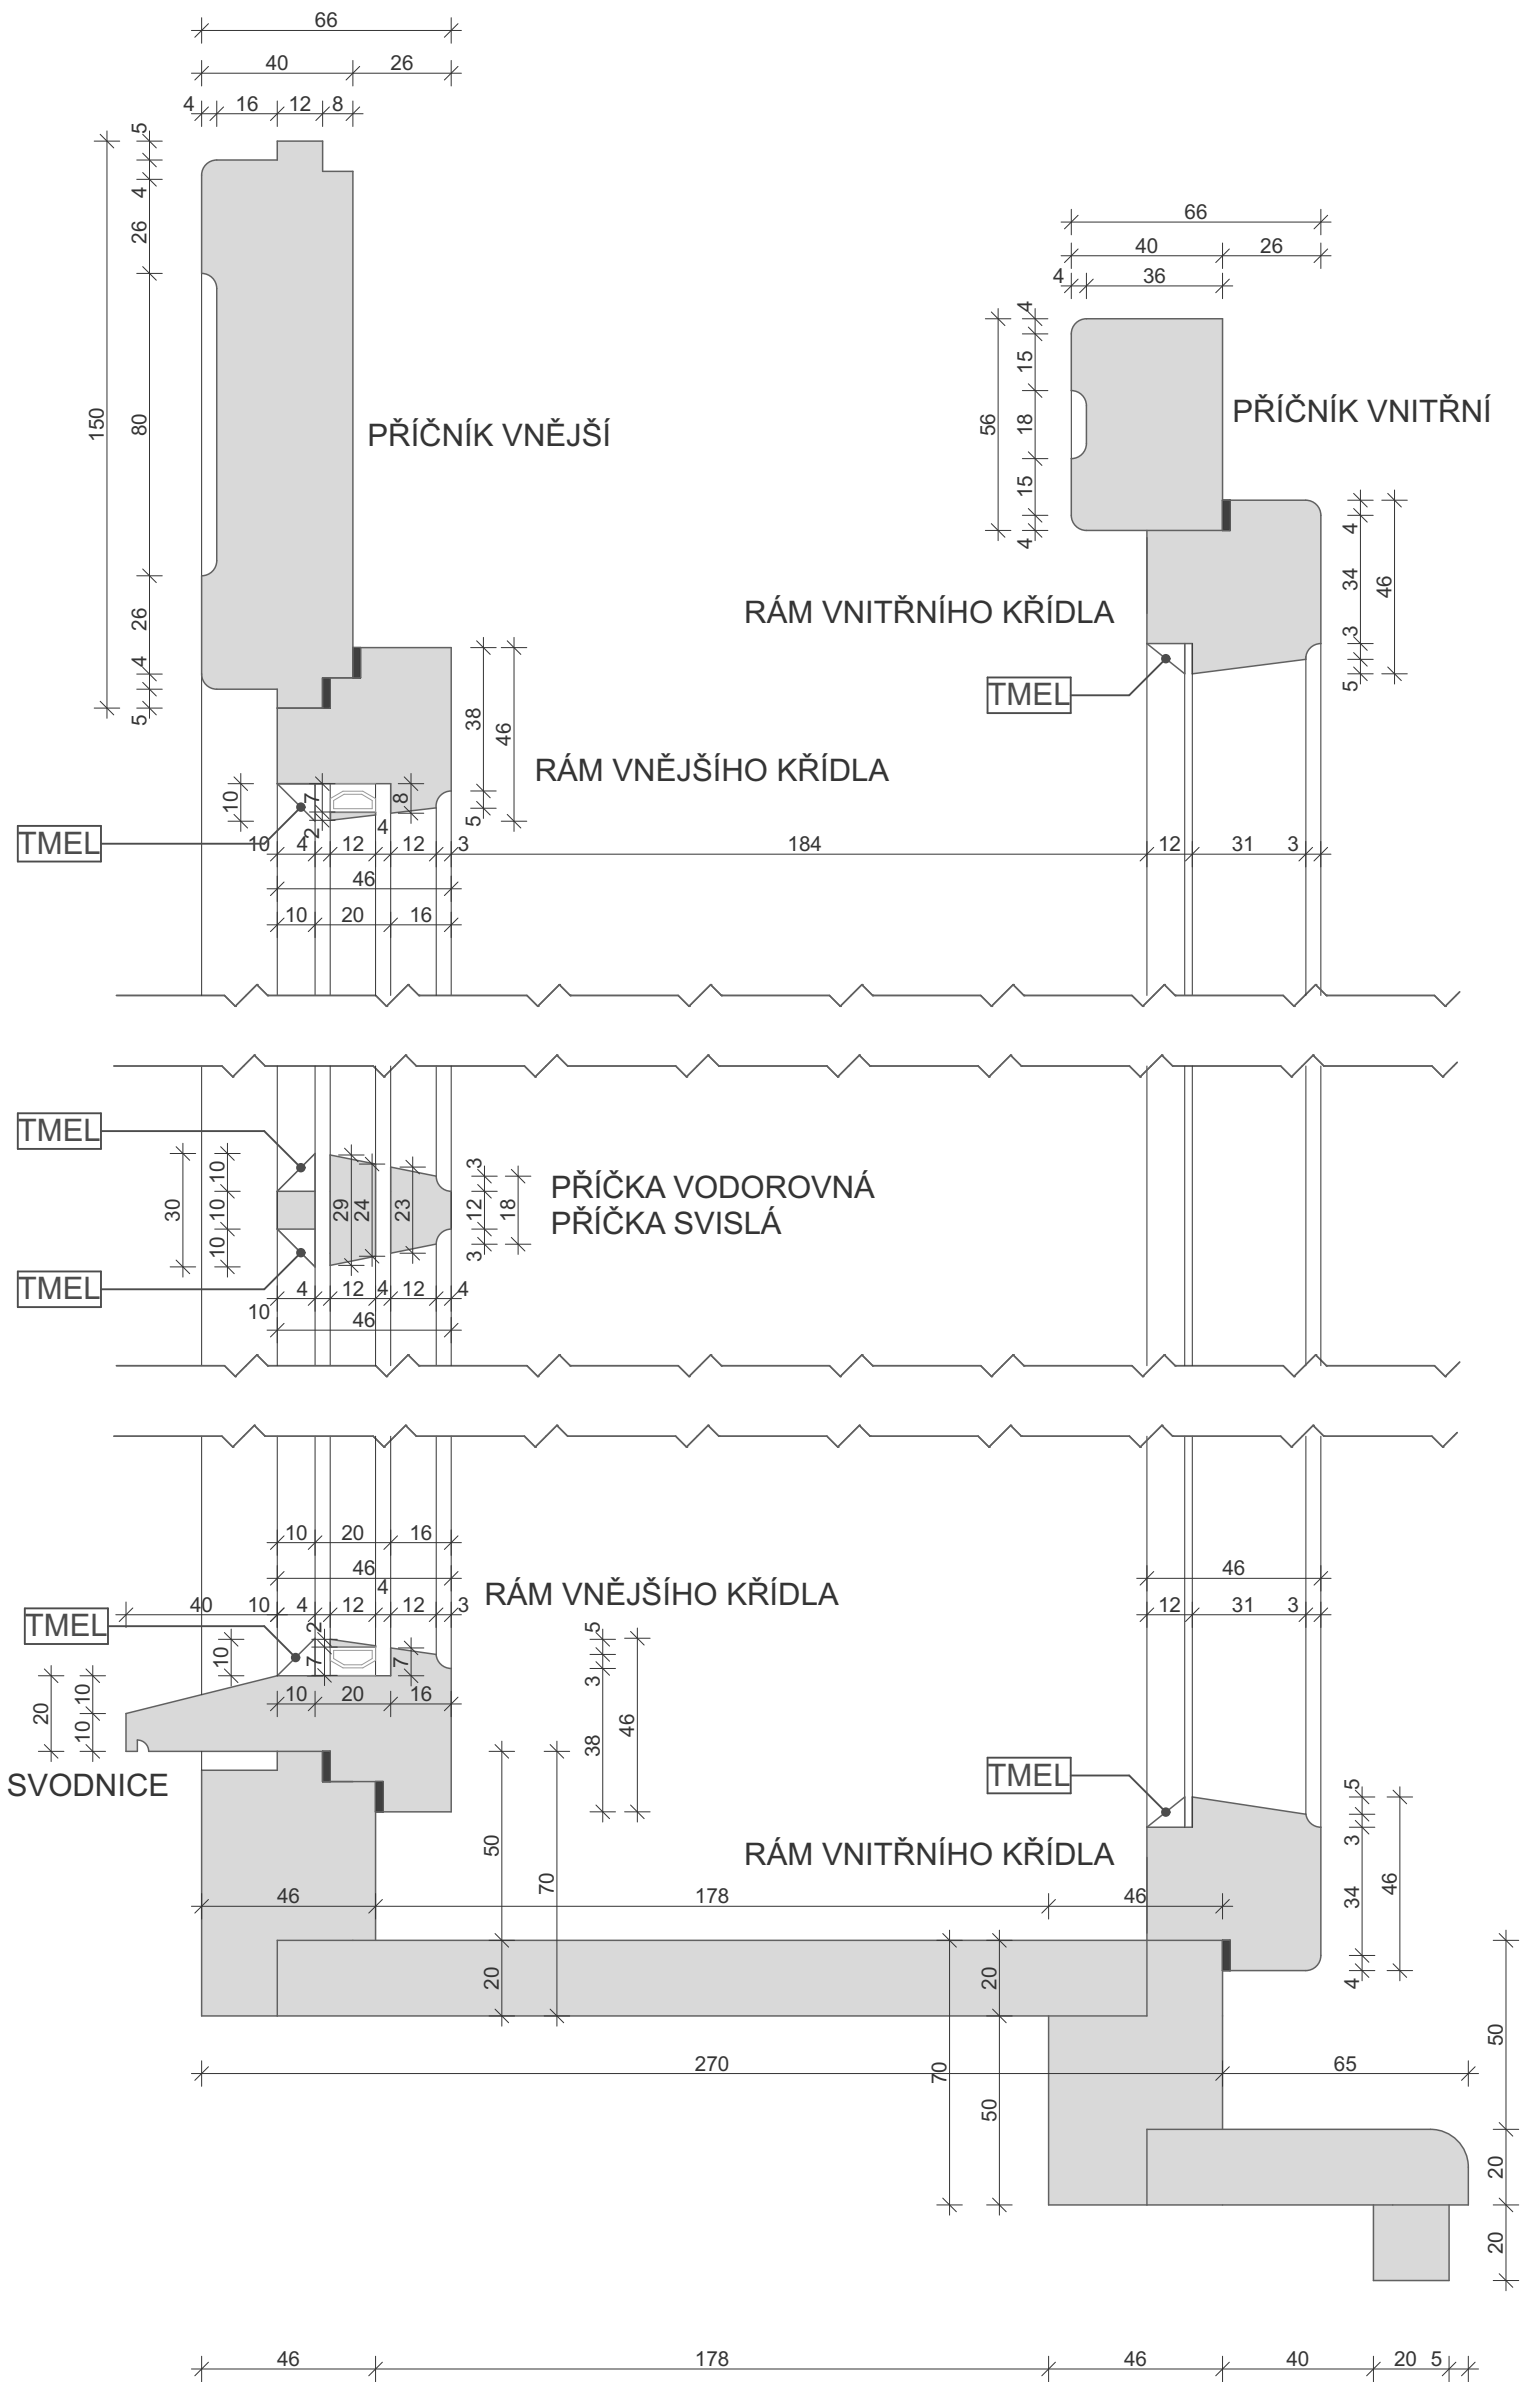 66
40 26
4 16 12 8
5
4
26
80
150
26
4
5
PŘÍČNÍK VNĚJŠÍ
66
40 26
4 36
4
15
18
56
15
4
PŘÍČNÍK VNITŘNÍ
4
34
46
3
5
RÁM VNITŘNÍHO KŘÍDLA
TMEL
38
46
5
RÁM VNĚJŠÍHO KŘÍDLA
10
7
2
8
TMEL
10 4 12 4 12 3 184 12 31 3
46
10 20 16
TMEL
30
10
10
10
29
24
23
3
12
18
3
PŘÍČKA VODOROVNÁ
PŘÍČKA SVISLÁ
TMEL
10 4 12 4 12 4
46
10 20 16
46
46
40 10 4 12 4 12 3
12 31 3
RÁM VNĚJŠÍHO KŘÍDLA
TMEL
10
2
7
7
5
3
46
38
10 20 16
20
10
10
SVODNICE
TMEL
50
70
RÁM VNITŘNÍHO KŘÍDLA
5
3
34
46
4
46 178 46
20
20
50
70
50
270 65
20
20
46 178 46 40 20 5